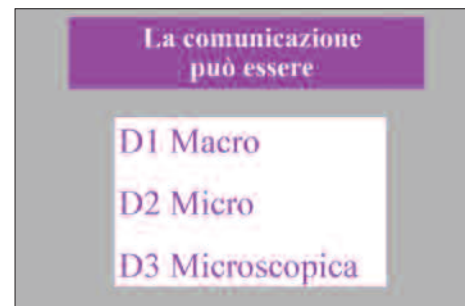 La comunicazione
può essere
D1 Macro
D2 Micro
D3 Microscopica